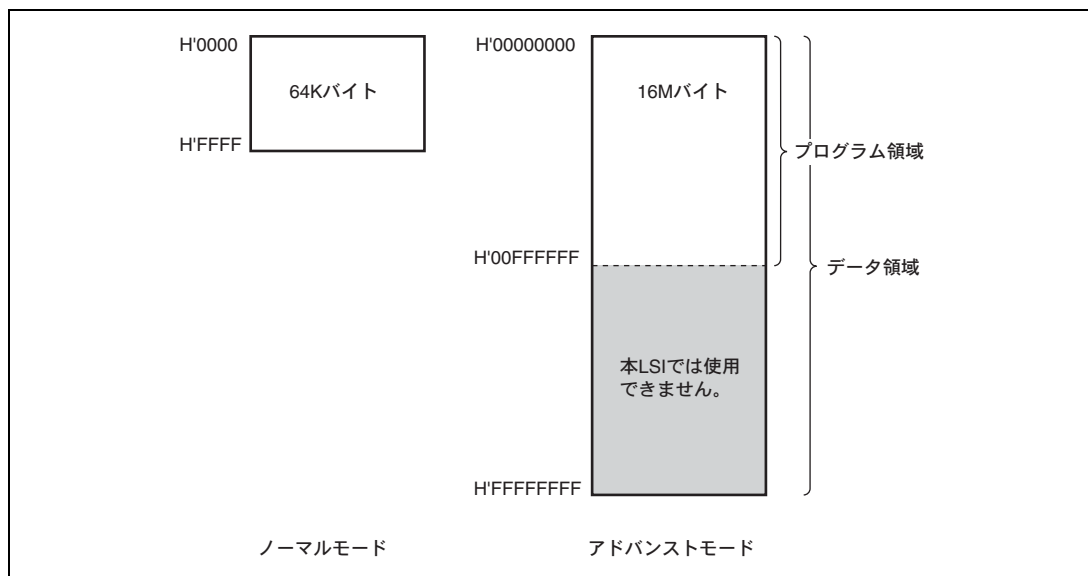 H'0000
64Kバイト
H'FFFF
ノーマルモード
H'00000000
16Mバイト
H'00FFFFFF
本LSIでは使用
できません。
H'FFFFFFFF
プログラム領域
データ領域
アドバンストモード